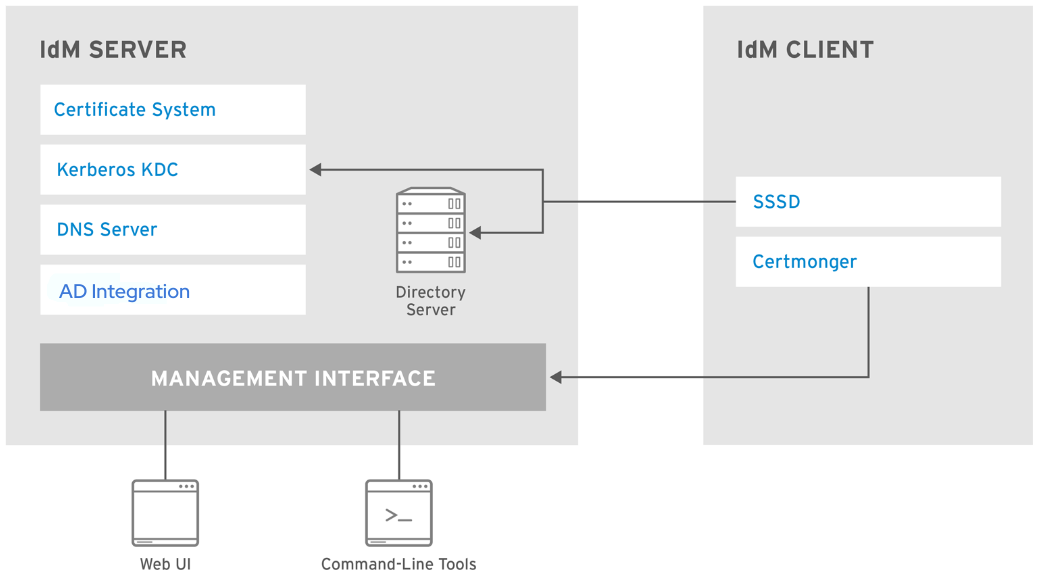 IdM SERVER
Certificate System
Kerberos KDC
DNS Server
AD Integration
Directory
Server
MANAGEMENT INTERFACE
IdM CLIENT
SSSD
Certmonger
>_
Web UI
Command-Line Tools